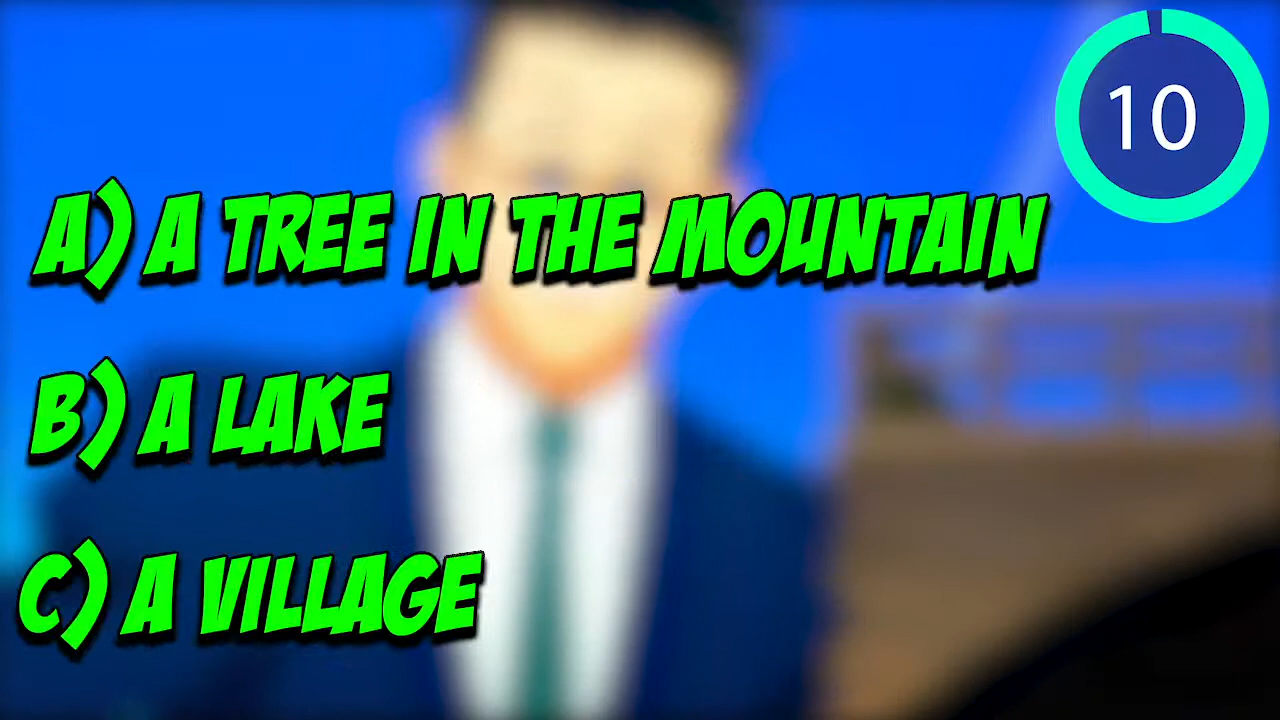 10
A) A TREE IN THE MOUNTAIN
B) A LAKE
C) A VILLAGE